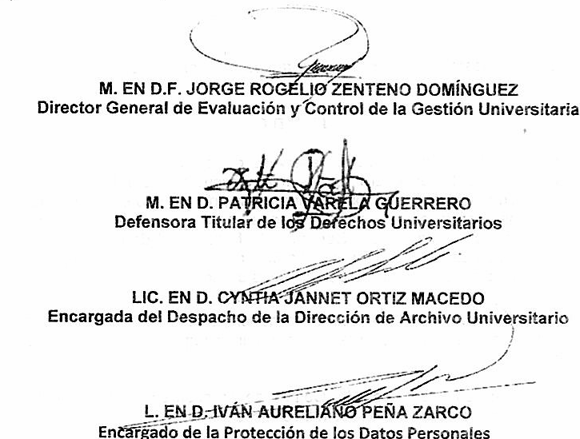 M. EN D.F. JORGE ROGELIO ZENTENO DOMÍNGUEZ
Director General de Evaluación y Control de la Gestión Universitaria
M. EN D. PATRICIA VARELA GUERRERO
Defensora Titular de los Derechos Universitarios
LIC. EN D. CYNTIA JANNET ORTIZ MACEDO
Encargada del Despacho de la Dirección de Archivo Universitario
L. EN D. IVÁN AURELIANO PEÑA ZARCO
Encargado de la Protección de los Datos Personales